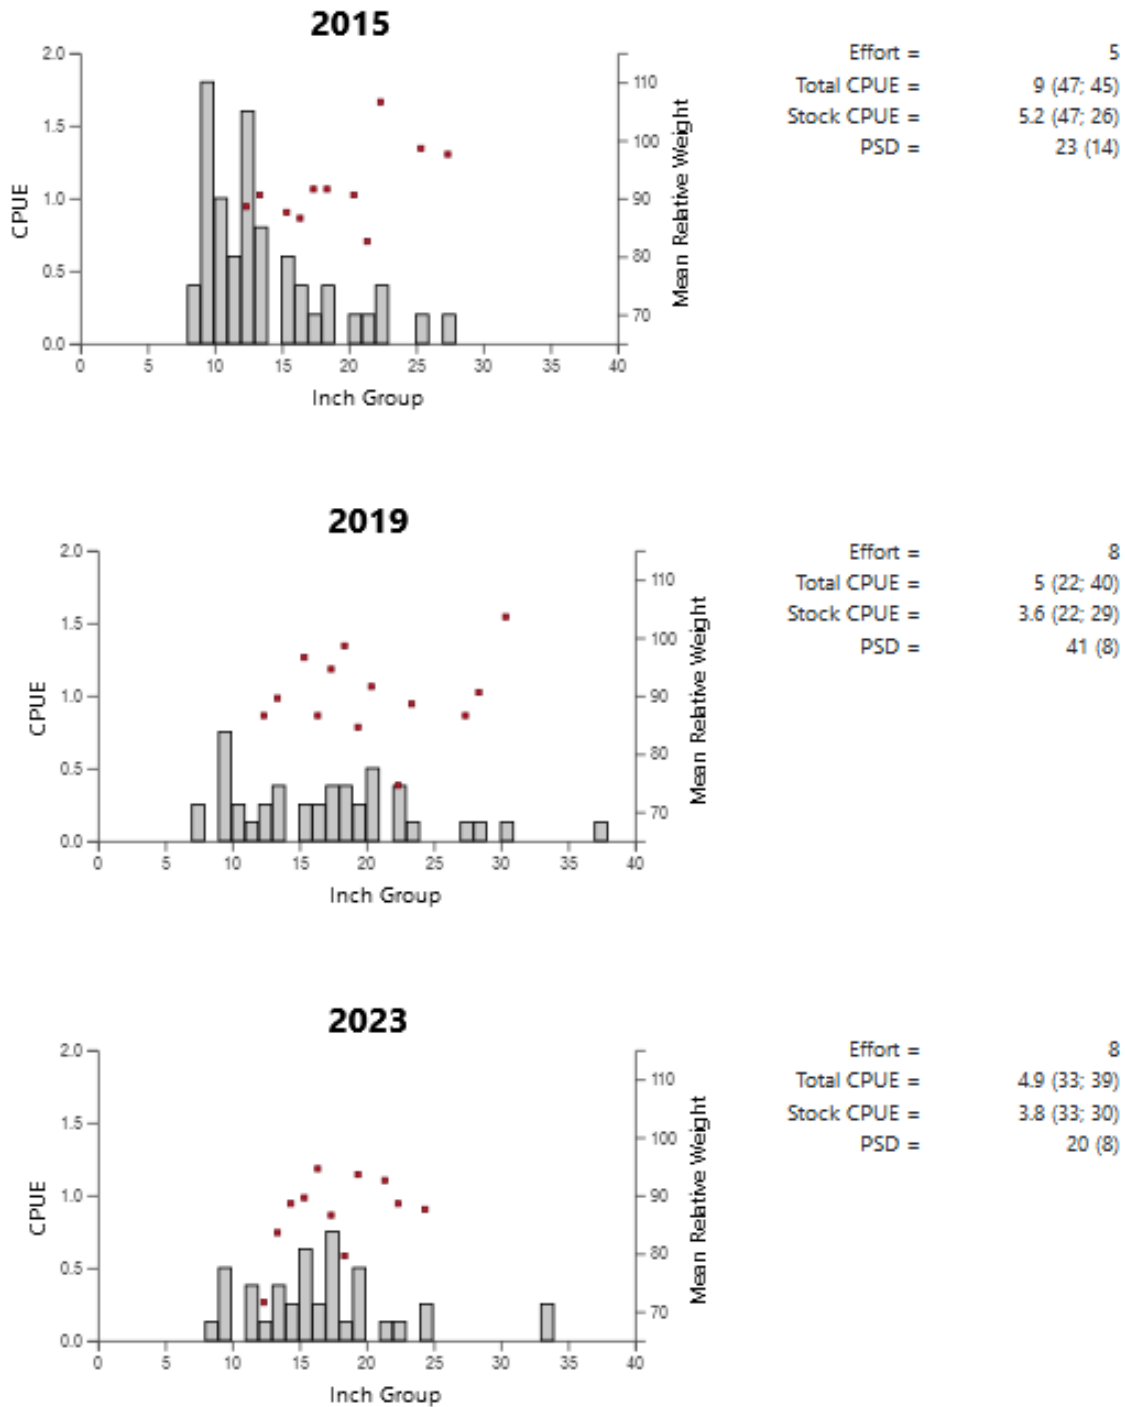 2015
Effort = 5
Total CPUE = 9 (47; 45)
Stock CPUE = 5.2 (47; 26)
PSD = 23 (14)
2.0
1.5
1.0
0.5
0.0
CPUE
110
100
90
80
70
Mean Relative Weight
0 5 10 15 20 25 30 35 40
Inch Group
2019
Effort = 8
Total CPUE = 5 (22; 40)
Stock CPUE = 3.6 (22; 29)
PSD = 41 (8)
2.0
1.5
1.0
0.5
0.0
CPUE
110
100
90
80
70
Mean Relative Weight
0 5 10 15 20 25 30 35 40
Inch Group
2023
Effort = 8
Total CPUE = 4.9 (33; 39)
Stock CPUE = 3.8 (33; 30)
PSD = 20 (8)
2.0
1.5
1.0
0.5
0.0
CPUE
110
100
90
80
70
Mean Relative Weight
0 5 10 15 20 25 30 35 40
Inch Group